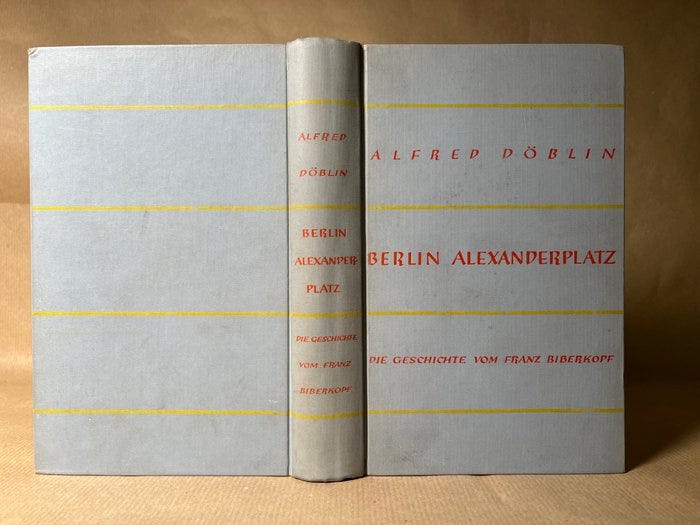 ALFRED
DÖBLIN
BERLIN
ALEXANDER-
PLATZ
DIE GESCHICHTE
VOM FRANZ
BIBERKOPF
ALFRED DÖBLIN
BERLIN ALEXANDERPLATZ
DIE GESCHICHTE VOM FRANZ BIBERKOPF